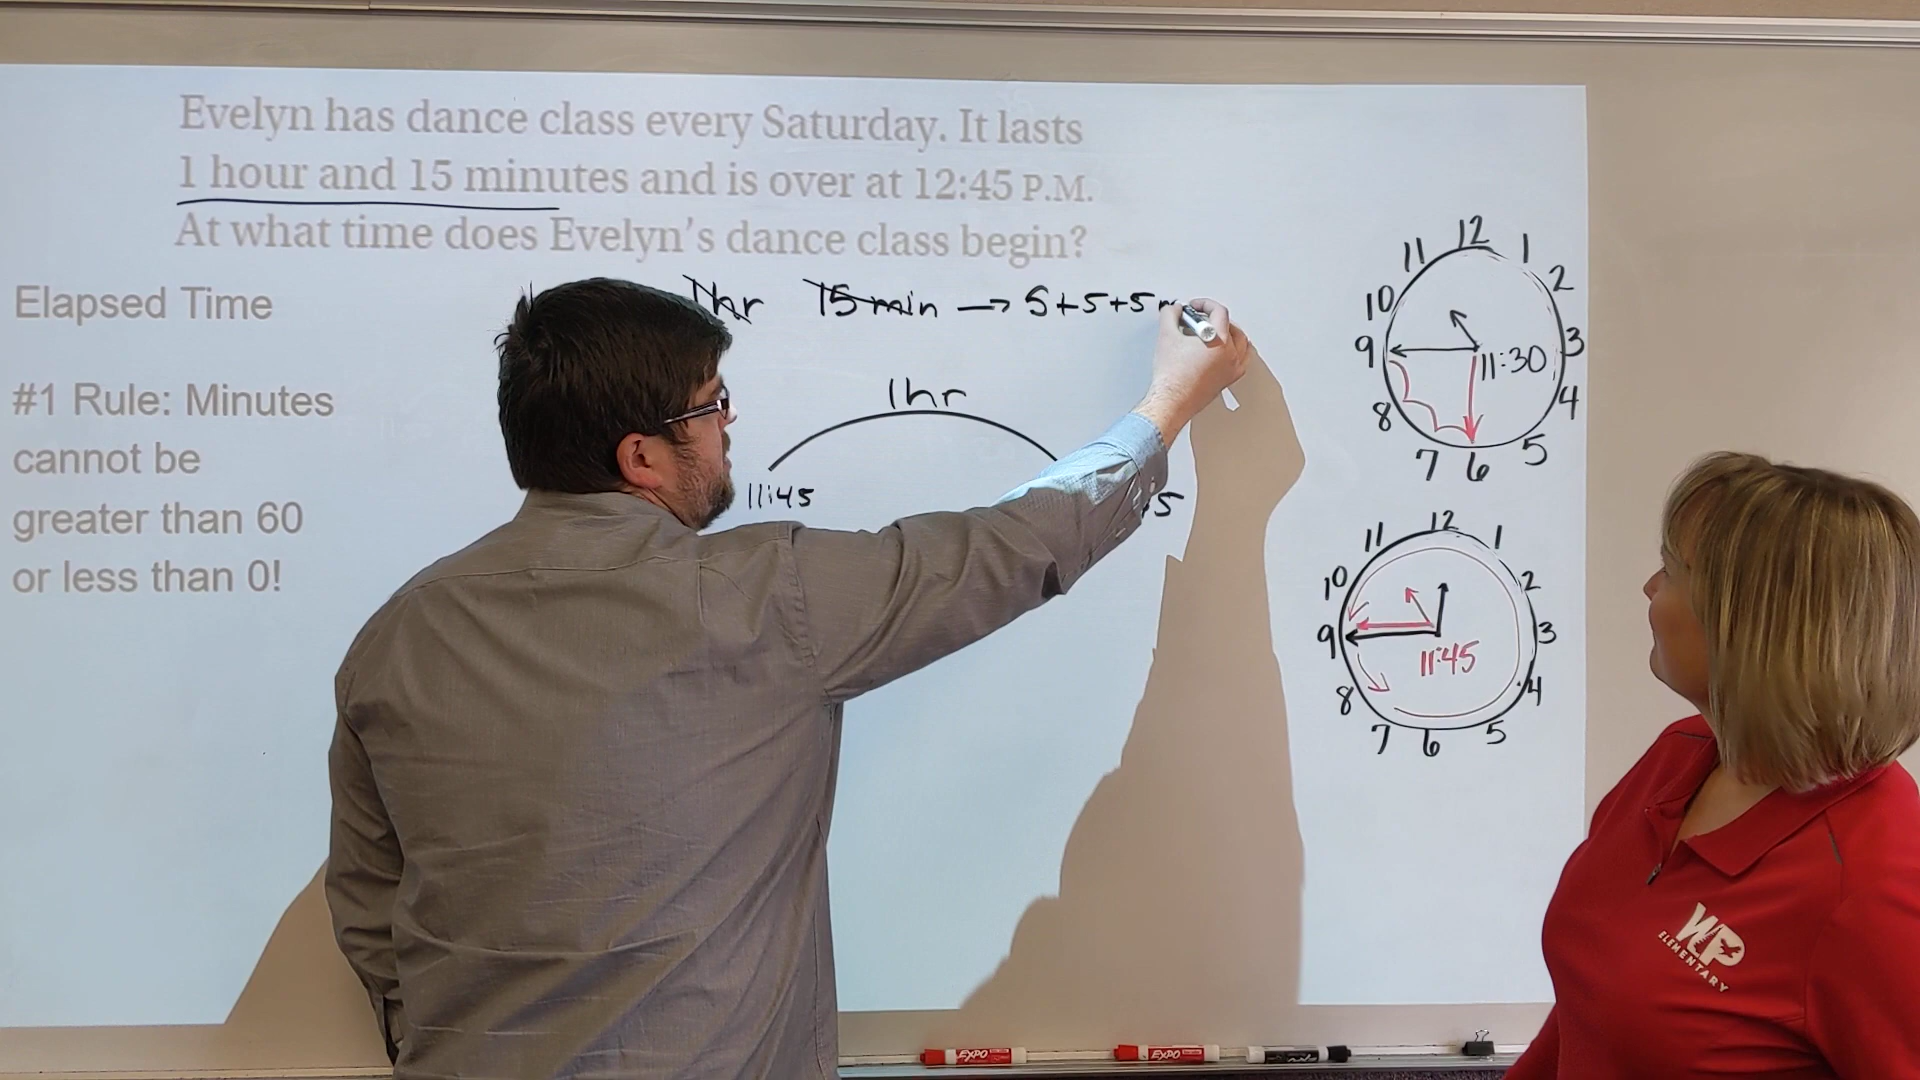 Evelyn has dance class every Saturday. It lasts
1 hour and 15 minutes and is over at 12:45 P.M.
At what time does Evelyn's dance class begin?
Elapsed Time
#1 Rule: Minutes
cannot be
greater than 60
or less than 0!
1hr 15 min → 5+5+5
1hr
11:45
12
1
2
3
4
5
6
7
8
9
10
11
11:30
12
1
2
3
4
5
6
7
8
9
10
11
11:45
WP
ELEMENTARY
EXPO
EXPO